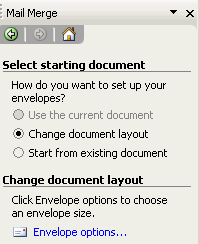 Mail Merge
Select starting document
How do you want to set up your
envelopes?
Use the current document
Change document layout
Start from existing document
Change document layout
Click Envelope options to choose
an envelope size.
Envelope options...